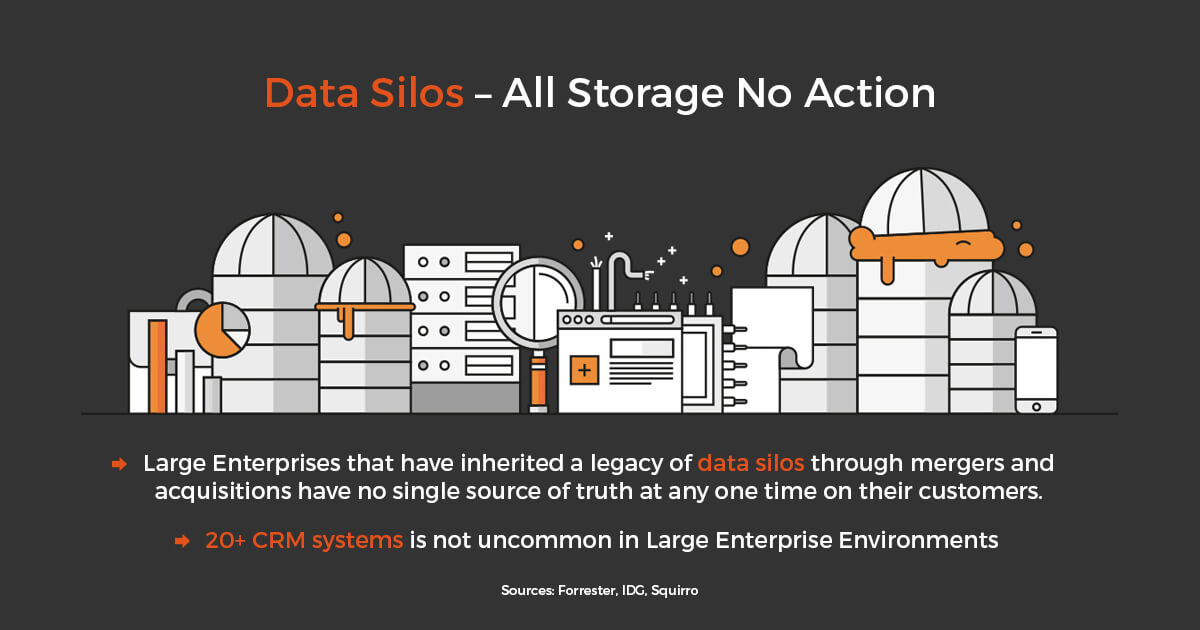 Data Silos – All Storage No Action
Large Enterprises that have inherited a legacy of data silos through mergers and
acquisitions have no single source of truth at any one time on their customers.
20+ CRM systems is not uncommon in Large Enterprise Environments
Sources: Forrester, IDG, Squirro